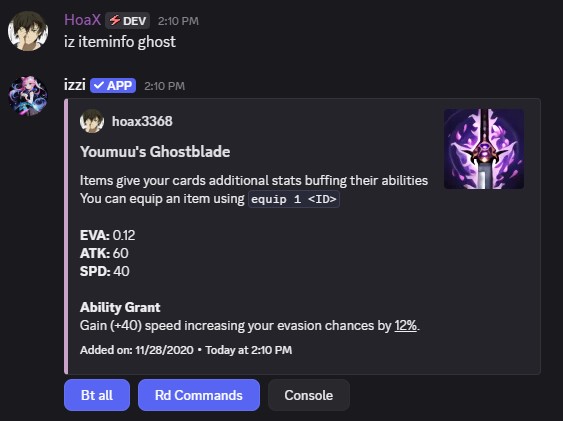 HoaX DEV 2:10 PM
iz iteminfo ghost
izzi ✓ APP 2:10 PM
hoax3368
Youmuu's Ghostblade
Items give your cards additional stats buffing their abilities
You can equip an item using equip 1 <ID>
EVA: 0.12
ATK: 60
SPD: 40
Ability Grant
Gain (+40) speed increasing your evasion chances by 12%.
Added on: 11/28/2020 • Today at 2:10 PM
Bt all Rd Commands Console